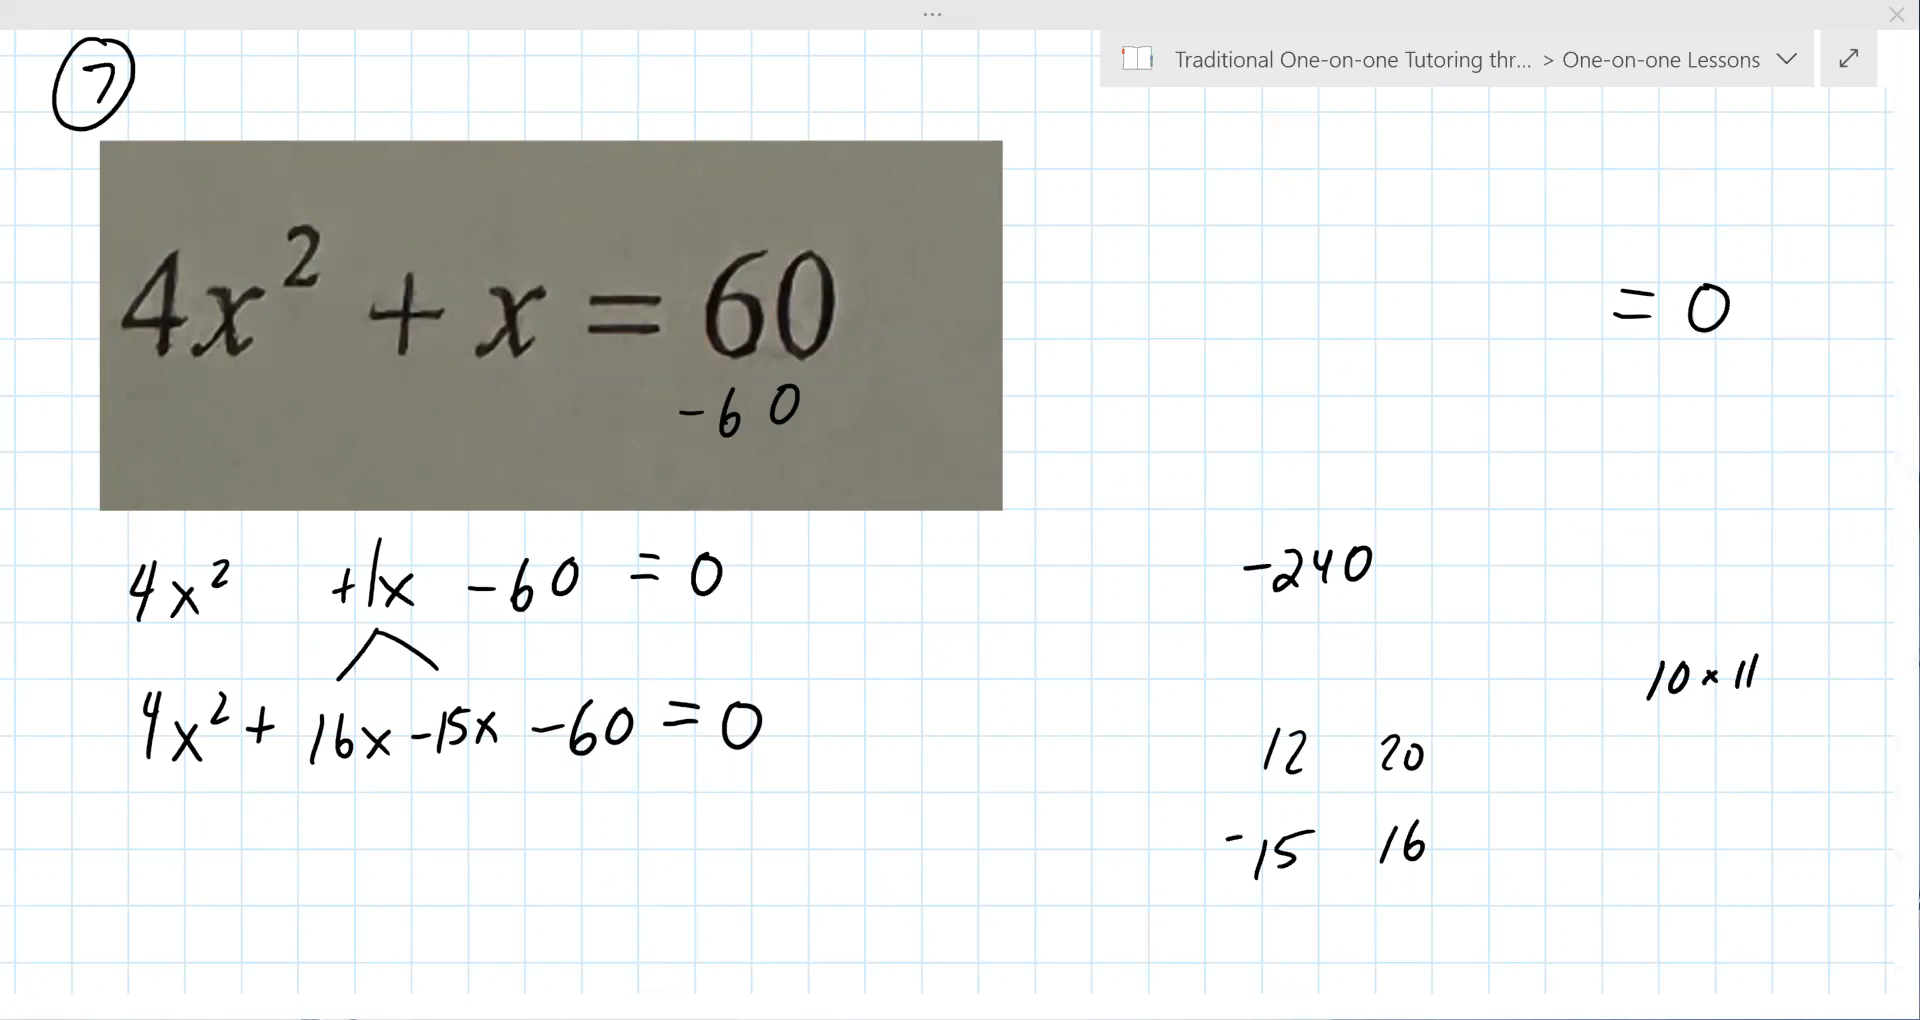 7
Traditional One-on-one Tutoring thr... > One-on-one Lessons
4x² + x = 60
-60
= 0
4x² +1x -60 = 0
-240
10 × 11
4x² + 16x -15x -60 = 0
12 20
-15 16